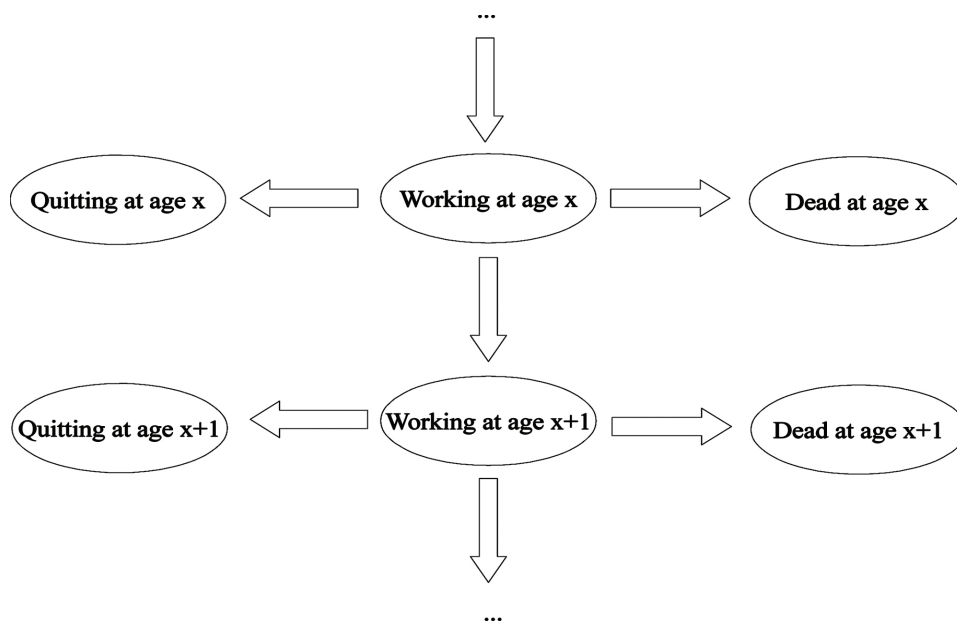 ...
Quitting at age x
Working at age x
Dead at age x
Quitting at age x+1
Working at age x+1
Dead at age x+1
...